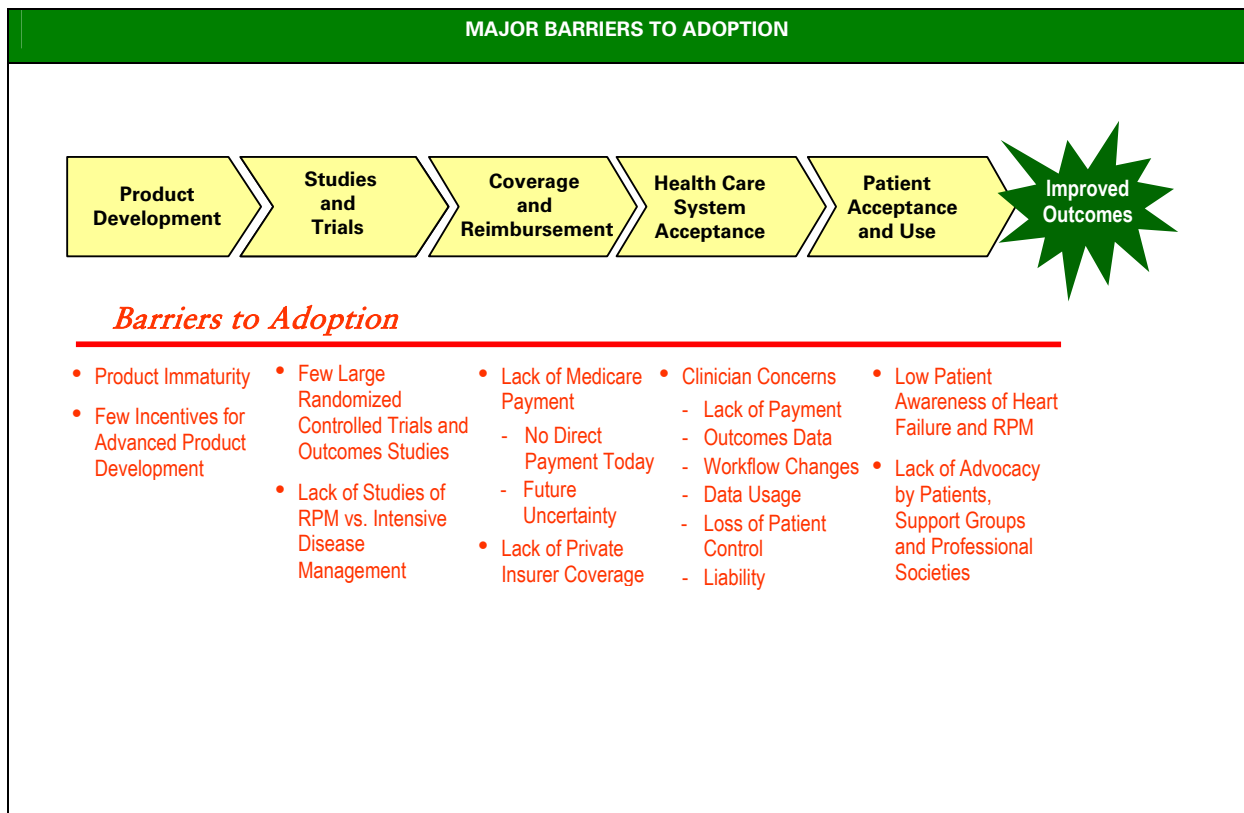 MAJOR BARRIERS TO ADOPTION
Product
Development
Studies
and
Trials
Coverage
and
Reimbursement
Health Care
System
Acceptance
Patient
Acceptance
and Use
Improved
Outcomes
Barriers to Adoption
• Product Immaturity
• Few Incentives for
Advanced Product
Development
• Few Large
Randomized
Controlled Trials and
Outcomes Studies
• Lack of Studies of
RPM vs. Intensive
Disease
Management
• Lack of Medicare
Payment
- No Direct
Payment Today
- Future
Uncertainty
• Lack of Private
Insurer Coverage
• Clinician Concerns
- Lack of Payment
- Outcomes Data
- Workflow Changes
- Data Usage
- Loss of Patient
Control
- Liability
• Low Patient
Awareness of Heart
Failure and RPM
• Lack of Advocacy
by Patients,
Support Groups
and Professional
Societies